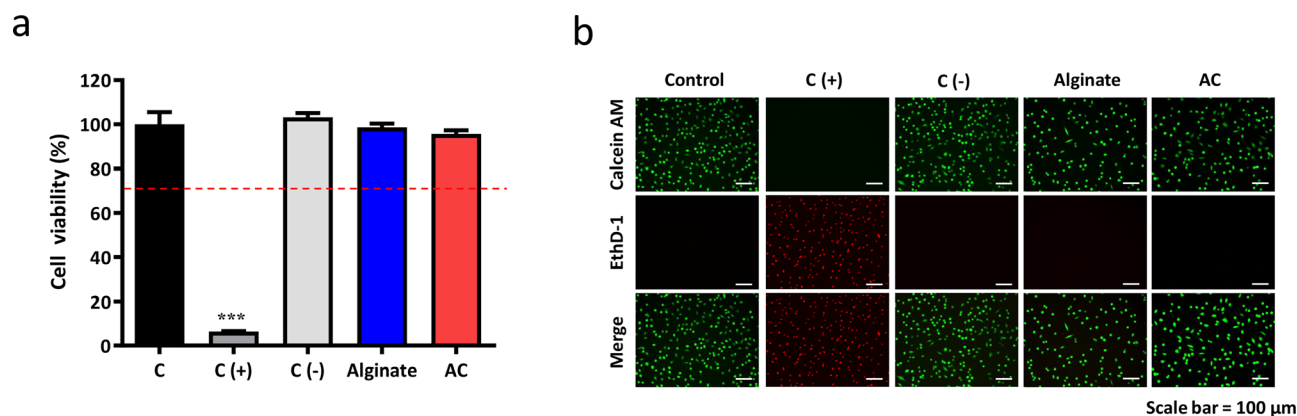 a
120
100
80
60
40
20
0
Cell viability (%)
***
C
C (+)
C (-)
Alginate
AC
b
Control
C (+)
C (-)
Alginate
AC
Calcein AM
EthD-1
Merge
Scale bar = 100 µm